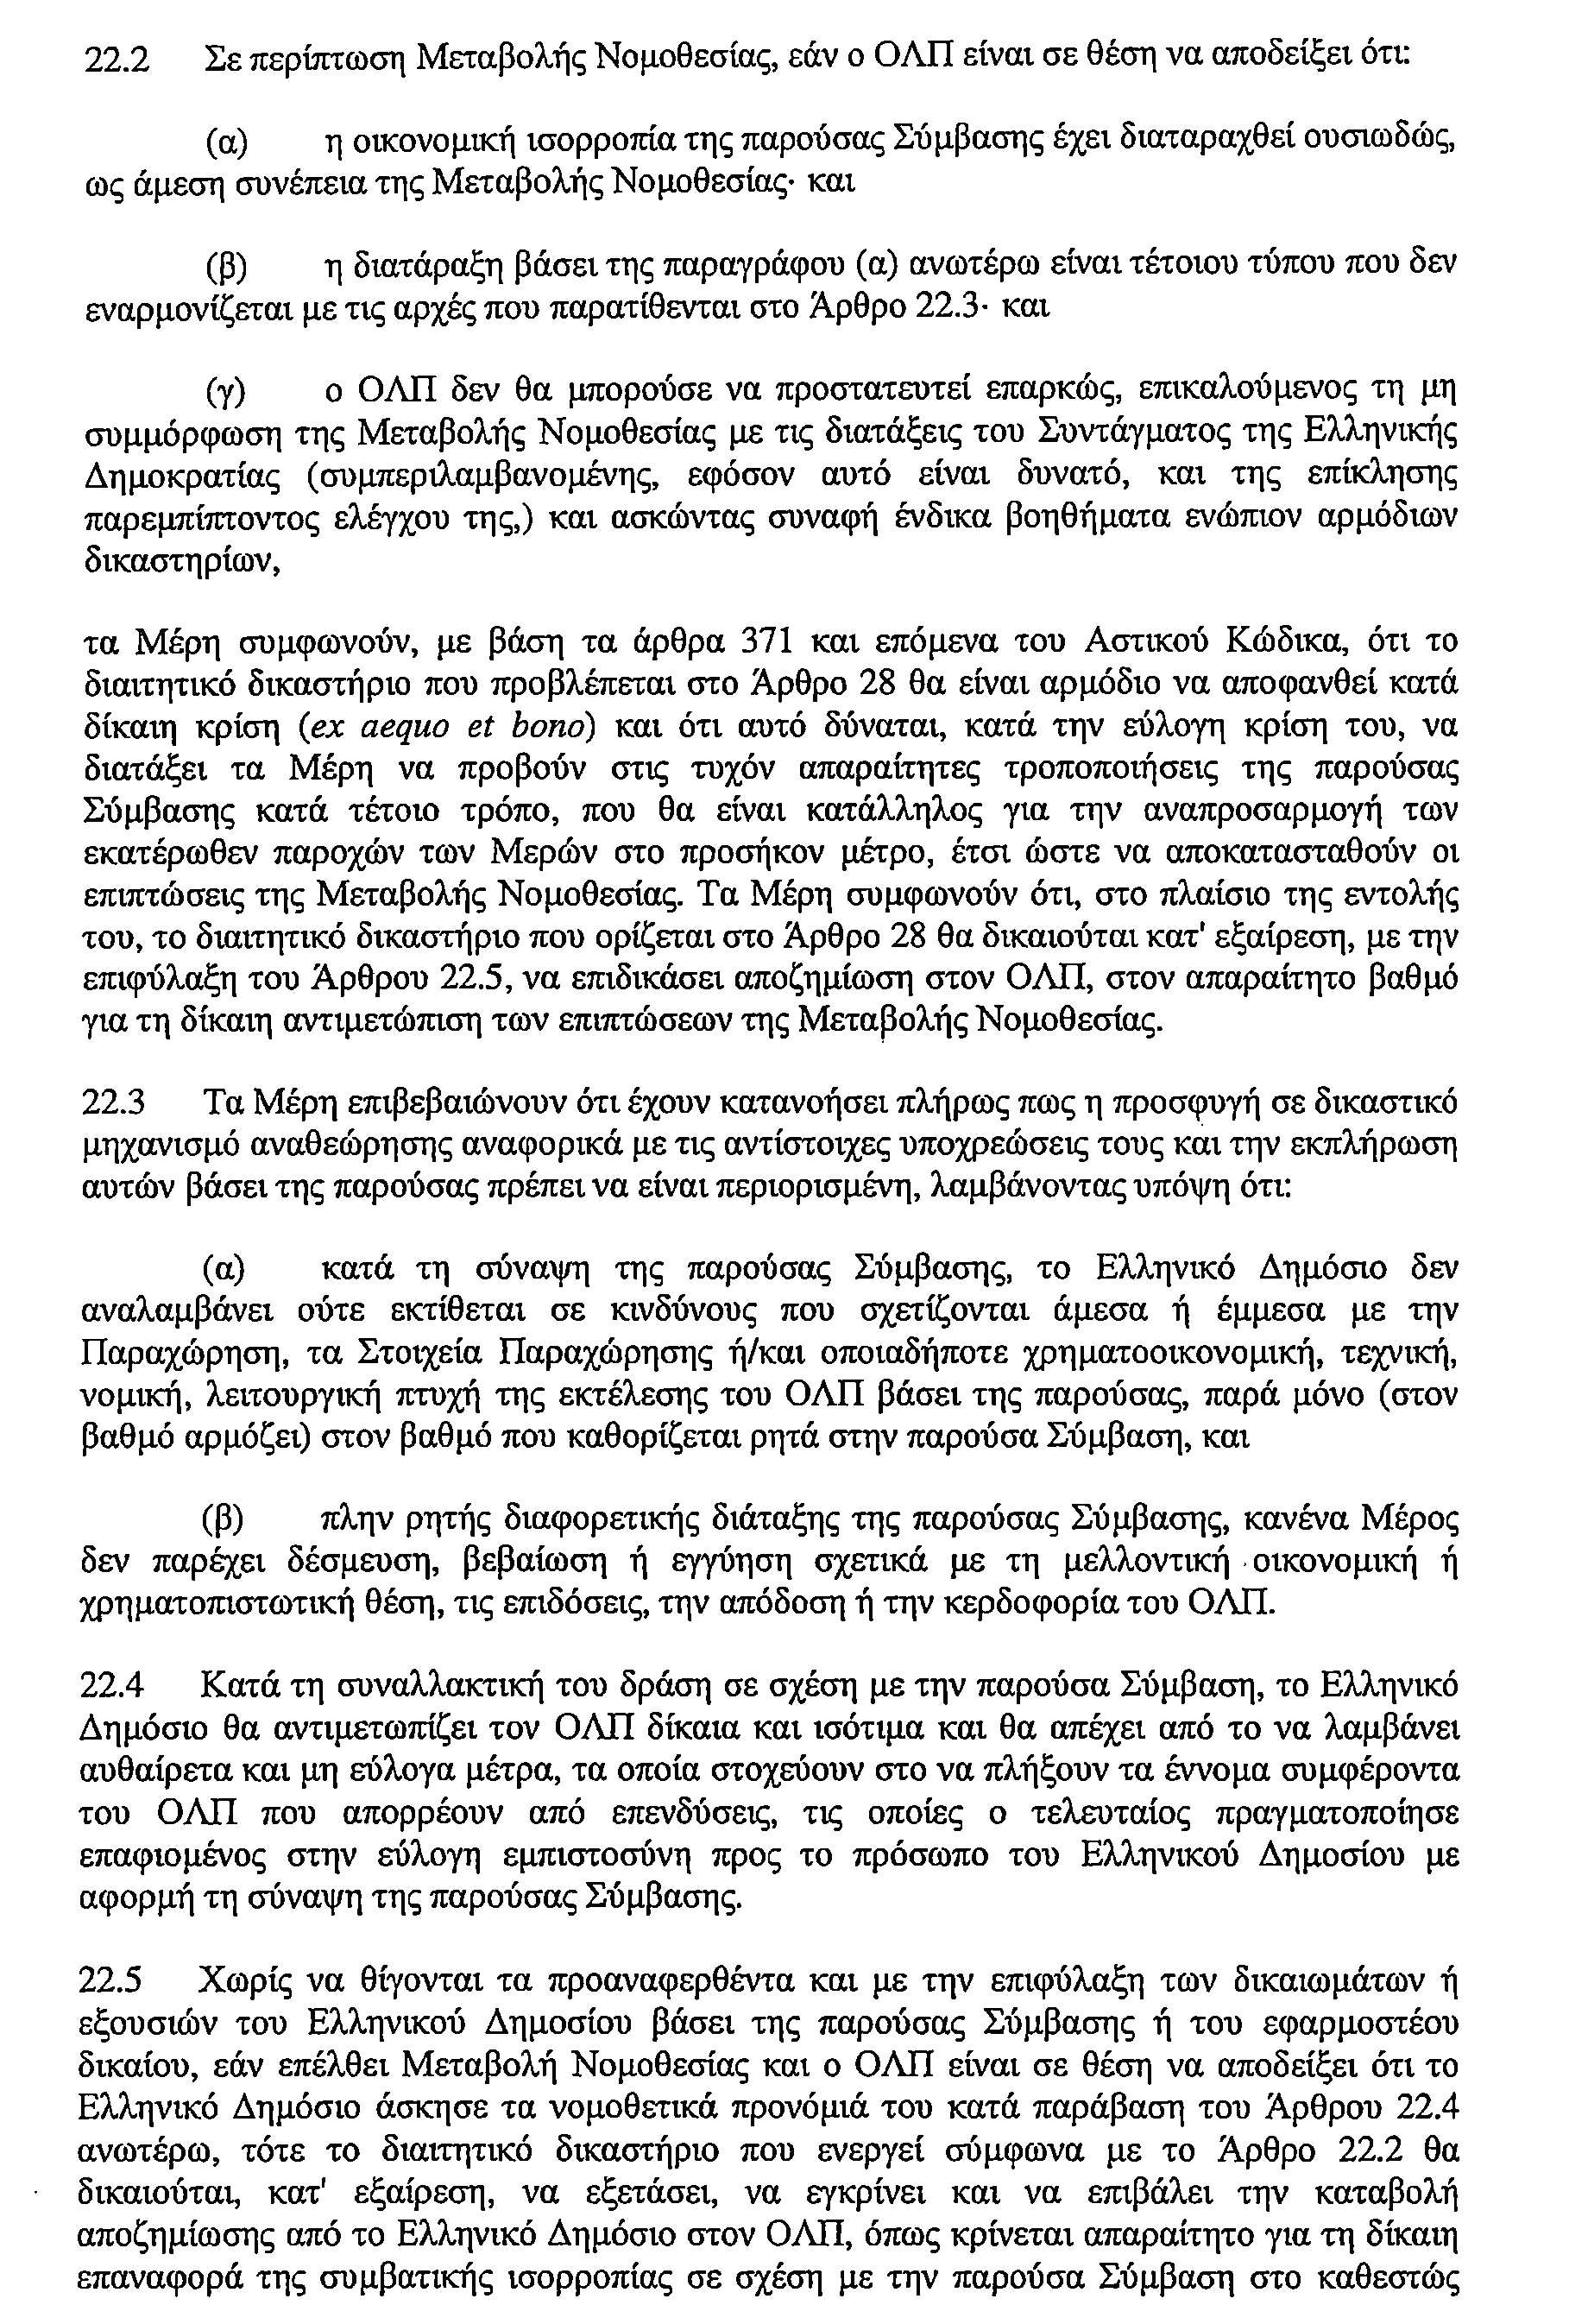 22.2 Σε περίπτωση Μεταβολής Νομοθεσίας, εάν ο ΟΛΠ είναι σε θέση να αποδείξει ότι:
(α) η οικονομική ισορροπία της παρούσας Σύμβασης έχει διαταραχθεί ουσιωδώς,
ως άμεση συνέπεια της Μεταβολής Νομοθεσίας· και
(β) η διατάραξη βάσει της παραγράφου (α) ανωτέρω είναι τέτοιου τύπου που δεν
εναρμονίζεται με τις αρχές που παρατίθενται στο Άρθρο 22.3· και
(γ) ο ΟΛΠ δεν θα μπορούσε να προστατευτεί επαρκώς, επικαλούμενος τη μη
συμμόρφωση της Μεταβολής Νομοθεσίας με τις διατάξεις του Συντάγματος της Ελληνικής
Δημοκρατίας (συμπεριλαμβανομένης, εφόσον αυτό είναι δυνατό, και της επίκλησης
παρεμπίπτοντος ελέγχου της,) και ασκώντας συναφή ένδικα βοηθήματα ενώπιον αρμόδιων
δικαστηρίων,
τα Μέρη συμφωνούν, με βάση τα άρθρα 371 και επόμενα του Αστικού Κώδικα, ότι το
διαιτητικό δικαστήριο που προβλέπεται στο Άρθρο 28 θα είναι αρμόδιο να αποφανθεί κατά
δίκαιη κρίση (ex aequo et bono) και ότι αυτό δύναται, κατά την εύλογη κρίση του, να
διατάξει τα Μέρη να προβούν στις τυχόν απαραίτητες τροποποιήσεις της παρούσας
Σύμβασης κατά τέτοιο τρόπο, που θα είναι κατάλληλος για την αναπροσαρμογή των
εκατέρωθεν παροχών των Μερών στο προσήκον μέτρο, έτσι ώστε να αποκατασταθούν οι
επιπτώσεις της Μεταβολής Νομοθεσίας. Τα Μέρη συμφωνούν ότι, στο πλαίσιο της εντολής
του, το διαιτητικό δικαστήριο που ορίζεται στο Άρθρο 28 θα δικαιούται κατ' εξαίρεση, με την
επιφύλαξη του Άρθρου 22.5, να επιδικάσει αποζημίωση στον ΟΛΠ, στον απαραίτητο βαθμό
για τη δίκαιη αντιμετώπιση των επιπτώσεων της Μεταβολής Νομοθεσίας.
22.3 Τα Μέρη επιβεβαιώνουν ότι έχουν κατανοήσει πλήρως πως η προσφυγή σε δικαστικό
μηχανισμό αναθεώρησης αναφορικά με τις αντίστοιχες υποχρεώσεις τους και την εκπλήρωση
αυτών βάσει της παρούσας πρέπει να είναι περιορισμένη, λαμβάνοντας υπόψη ότι:
(α) κατά τη σύναψη της παρούσας Σύμβασης, το Ελληνικό Δημόσιο δεν
αναλαμβάνει ούτε εκτίθεται σε κινδύνους που σχετίζονται άμεσα ή έμμεσα με την
Παραχώρηση, τα Στοιχεία Παραχώρησης ή/και οποιαδήποτε χρηματοοικονομική, τεχνική,
νομική, λειτουργική πτυχή της εκτέλεσης του ΟΛΠ βάσει της παρούσας, παρά μόνο (στον
βαθμό αρμόζει) στον βαθμό που καθορίζεται ρητά στην παρούσα Σύμβαση, και
(β) πλην ρητής διαφορετικής διάταξης της παρούσας Σύμβασης, κανένα Μέρος
δεν παρέχει δέσμευση, βεβαίωση ή εγγύηση σχετικά με τη μελλοντική οικονομική ή
χρηματοπιστωτική θέση, τις επιδόσεις, την απόδοση ή την κερδοφορία του ΟΛΠ.
22.4 Κατά τη συναλλακτική του δράση σε σχέση με την παρούσα Σύμβαση, το Ελληνικό
Δημόσιο θα αντιμετωπίζει τον ΟΛΠ δίκαια και ισότιμα και θα απέχει από το να λαμβάνει
αυθαίρετα και μη εύλογα μέτρα, τα οποία στοχεύουν στο να πλήξουν τα έννομα συμφέροντα
του ΟΛΠ που απορρέουν από επενδύσεις, τις οποίες ο τελευταίος πραγματοποίησε
επαφιομένος στην εύλογη εμπιστοσύνη προς το πρόσωπο του Ελληνικού Δημοσίου με
αφορμή τη σύναψη της παρούσας Σύμβασης.
22.5 Χωρίς να θίγονται τα προαναφερθέντα και με την επιφύλαξη των δικαιωμάτων ή
εξουσιών του Ελληνικού Δημοσίου βάσει της παρούσας Σύμβασης ή του εφαρμοστέου
δικαίου, εάν επέλθει Μεταβολή Νομοθεσίας και ο ΟΛΠ είναι σε θέση να αποδείξει ότι το
Ελληνικό Δημόσιο άσκησε τα νομοθετικά προνόμιά του κατά παράβαση του Άρθρου 22.4
ανωτέρω, τότε το διαιτητικό δικαστήριο που ενεργεί σύμφωνα με το Άρθρο 22.2 θα
δικαιούται, κατ' εξαίρεση, να εξετάσει, να εγκρίνει και να επιβάλει την καταβολή
αποζημίωσης από το Ελληνικό Δημόσιο στον ΟΛΠ, όπως κρίνεται απαραίτητο για τη δίκαιη
επαναφορά της συμβατικής ισορροπίας σε σχέση με την παρούσα Σύμβαση στο καθεστώς